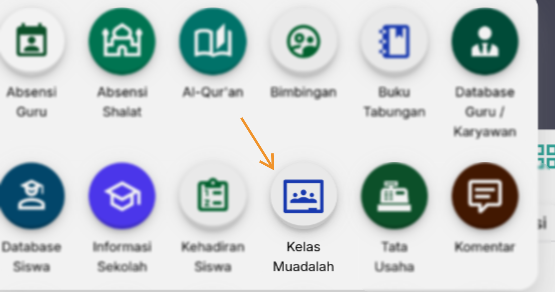 Absensi
Guru
Absensi
Shalat
Al-Qur'an
Bimbingan
Buku
Tabungan
Database
Guru /
Karyawan
Database
Siswa
Informasi
Sekolah
Kehadiran
Siswa
Kelas
Muadalah
Tata
Usaha
Komentar
si